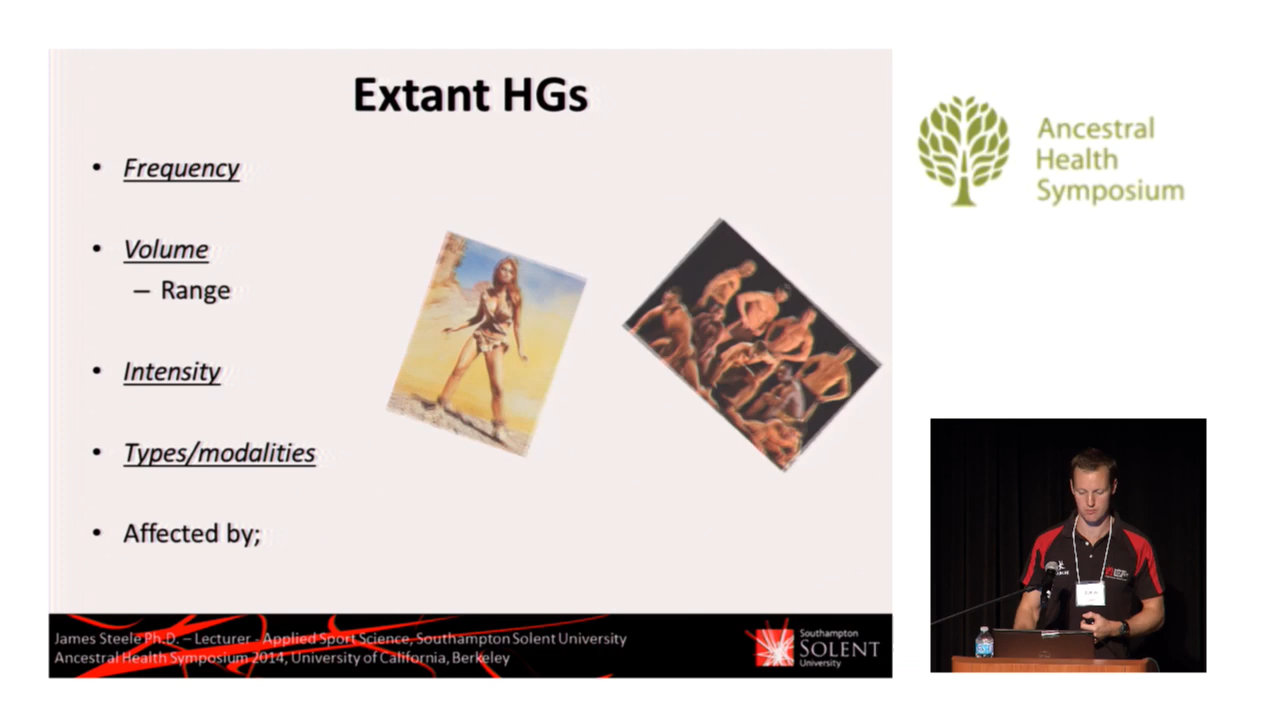 Extant HGs
• Frequency
• Volume
– Range
• Intensity
• Types/modalities
• Affected by;
James Steele Ph.D. – Lecturer - Applied Sport Science, Southampton Solent University
Ancestral Health Symposium 2014, University of California, Berkeley
Southampton
SOLENT
University
Ancestral
Health
Symposium